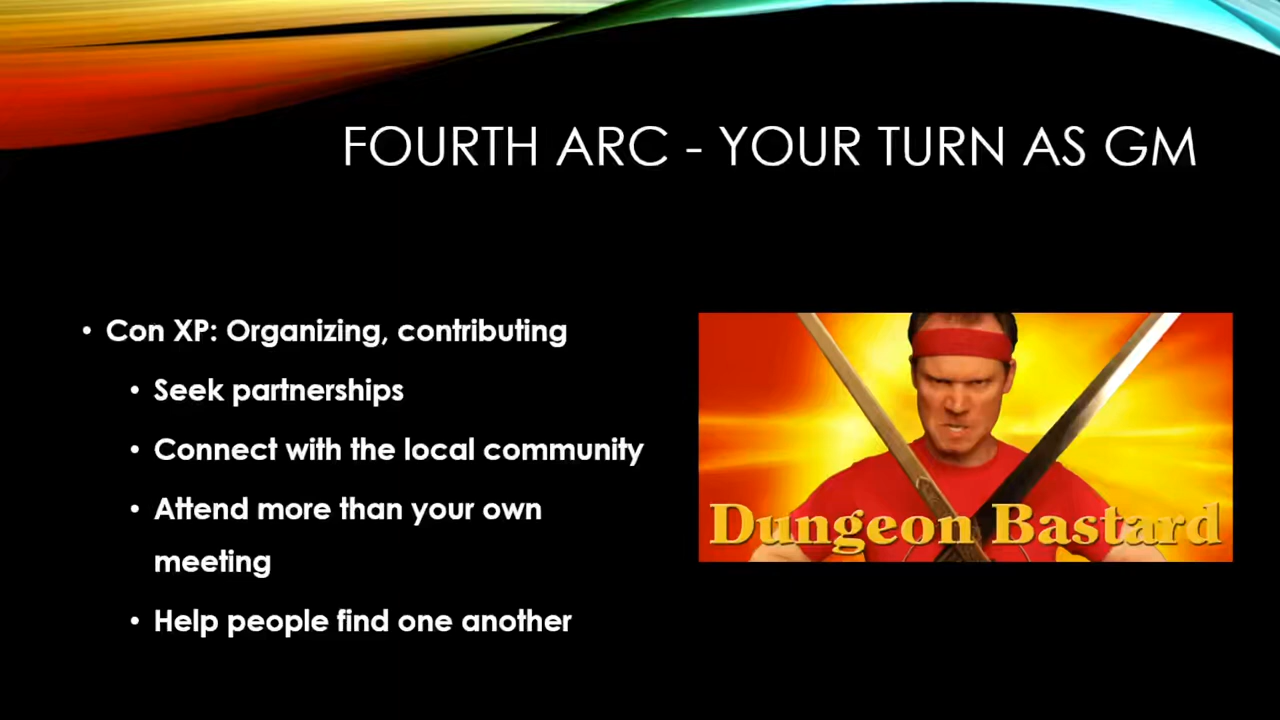 FOURTH ARC - YOUR TURN AS GM
• Con XP: Organizing, contributing
• Seek partnerships
• Connect with the local community
• Attend more than your own
meeting
• Help people find one another
Dungeon Bastard